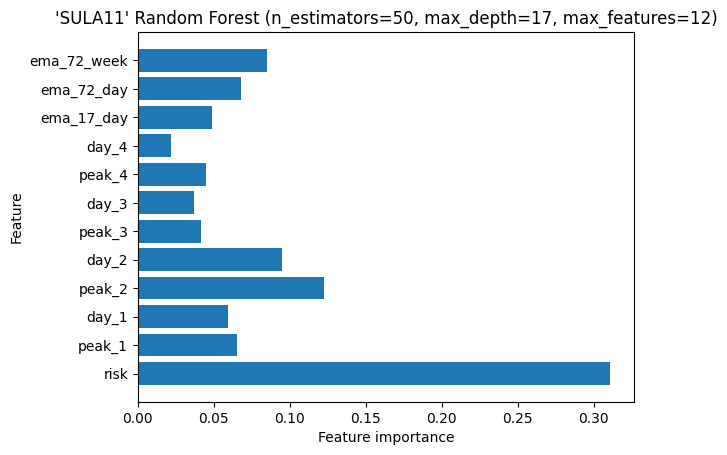 'SULA11' Random Forest (n_estimators=50, max_depth=17, max_features=12)
ema_72_week
ema_72_day
ema_17_day
day_4
peak_4
day_3
peak_3
day_2
peak_2
day_1
peak_1
risk
Feature
0.00 0.05 0.10 0.15 0.20 0.25 0.30
Feature importance